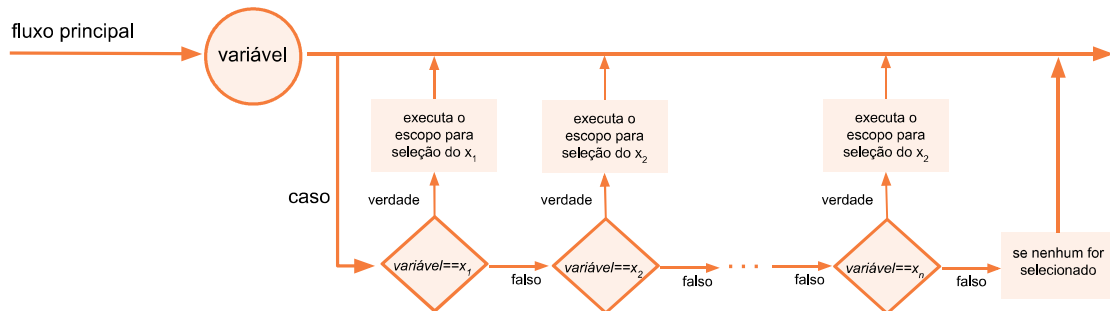 fluxo principal
variável
executa o
escopo para
seleção do x₁
executa o
escopo para
seleção do x₂
executa o
escopo para
seleção do x₂
caso
verdade
verdade
verdade
variável==x₁
falso
variável==x₂
falso
. . .
falso
variável==xₙ
falso
se nenhum for
selecionado